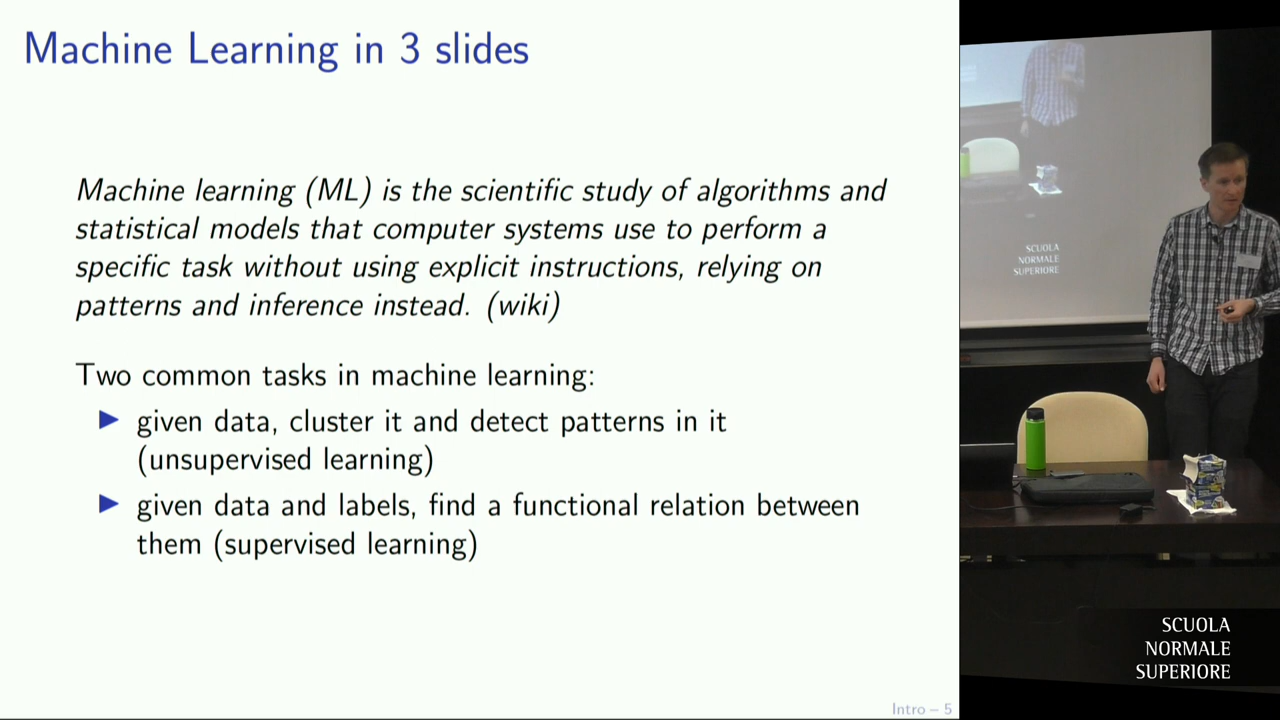 Machine Learning in 3 slides
Machine learning (ML) is the scientific study of algorithms and
statistical models that computer systems use to perform a
specific task without using explicit instructions, relying on
patterns and inference instead. (wiki)
Two common tasks in machine learning:
given data, cluster it and detect patterns in it
(unsupervised learning)
given data and labels, find a functional relation between
them (supervised learning)
Intro – 5
SCUOLA
NORMALE
SUPERIORE
SCUOLA
NORMALE
SUPERIORE